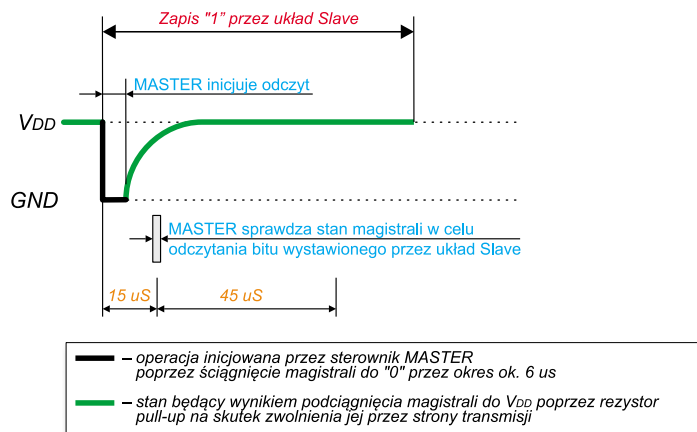 Zapis "1" przez układ Slave
MASTER inicjuje odczyt
VDD
GND
MASTER sprawdza stan magistrali w celu
odczytania bitu wystawionego przez układ Slave
15 uS
45 uS
– operacja inicjowana przez sterownik MASTER
poprzez ściągnięcie magistrali do "0" przez okres ok. 6 us
– stan będący wynikiem podciągnięcia magistrali do VDD poprzez rezystor
pull-up na skutek zwolnienia jej przez strony transmisji